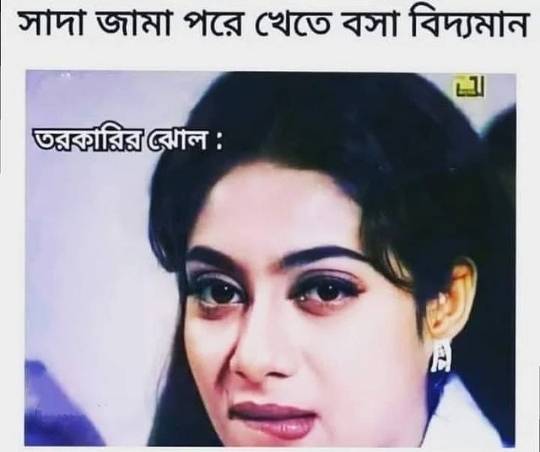 সাদা জামা পরে খেতে বসা বিদ্যমান
তরকারির ঝোল :